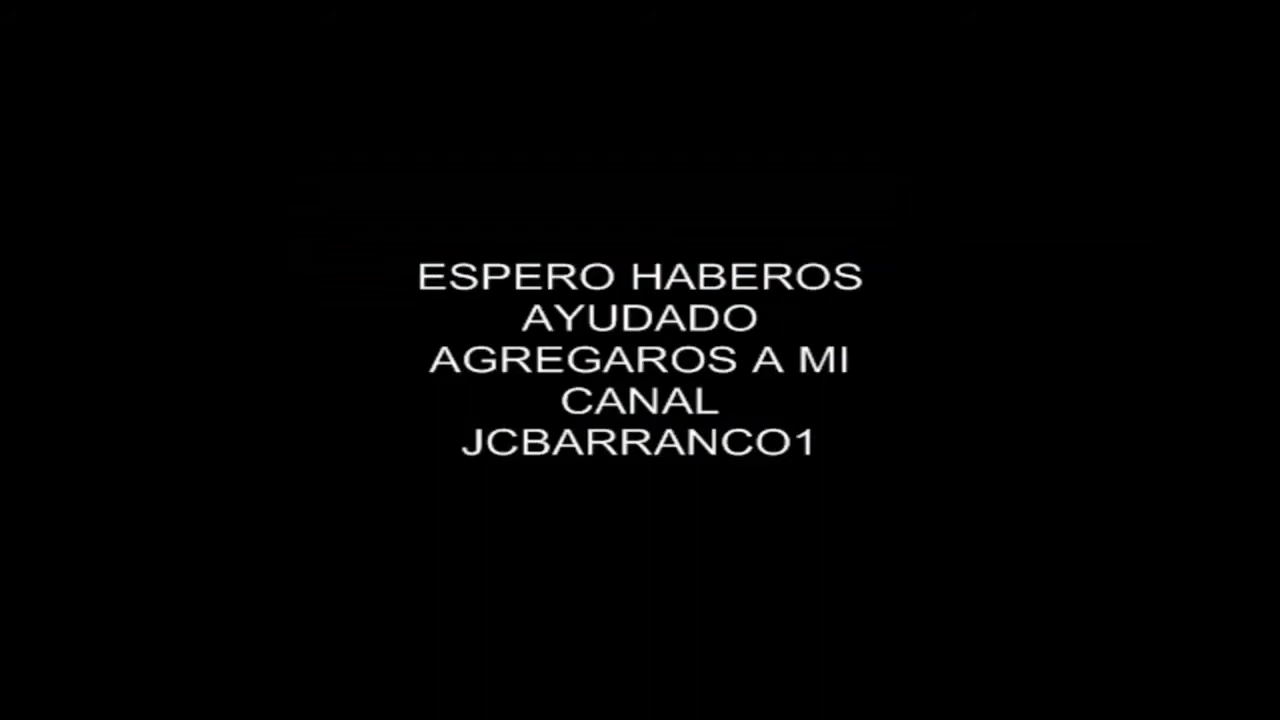 ESPERO HABEROS
AYUDADO
AGREGAROS A MI
CANAL
JCBARRANCO1